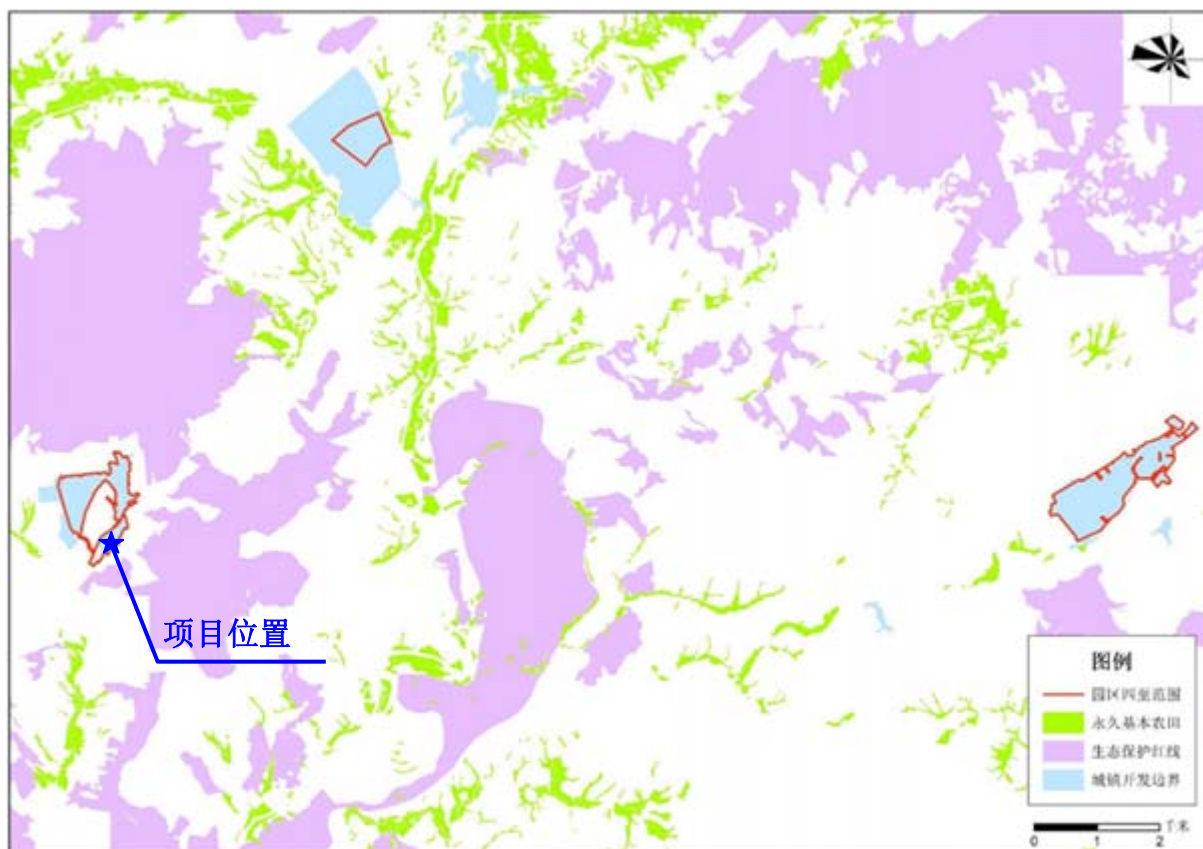 项目位置
图例
园区四至范围
永久基本农田
生态保护红线
城镇开发边界
千米
0 1 2